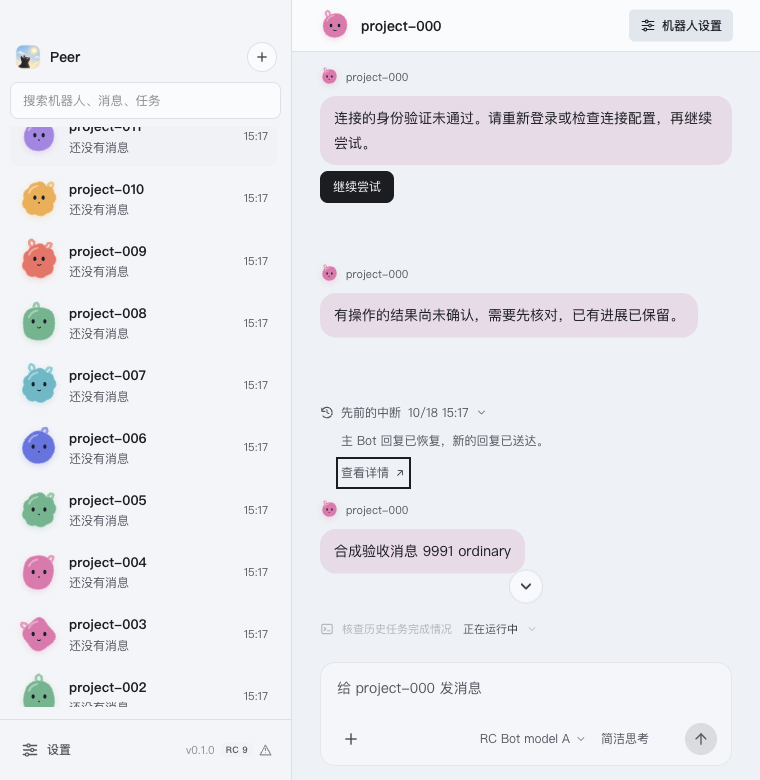 Peer
搜索机器人、消息、任务
project-011
15:17
还没有消息
project-010
15:17
还没有消息
project-009
15:17
还没有消息
project-008
15:17
还没有消息
project-007
15:17
还没有消息
project-006
15:17
还没有消息
project-005
15:17
还没有消息
project-004
15:17
还没有消息
project-003
15:17
还没有消息
project-002
15:17
还没有消息
设置
v0.1.0 RC 9
project-000
机器人设置
project-000
连接的身份验证未通过。请重新登录或检查连接配置，再继续
尝试。
继续尝试
project-000
有操作的结果尚未确认，需要先核对，已有进展已保留。
先前的中断 10/18 15:17
主 Bot 回复已恢复，新的回复已送达。
查看详情
project-000
合成验收消息 9991 ordinary
核查历史任务完成情况 正在运行中
给 project-000 发消息
RC Bot model A 简洁思考